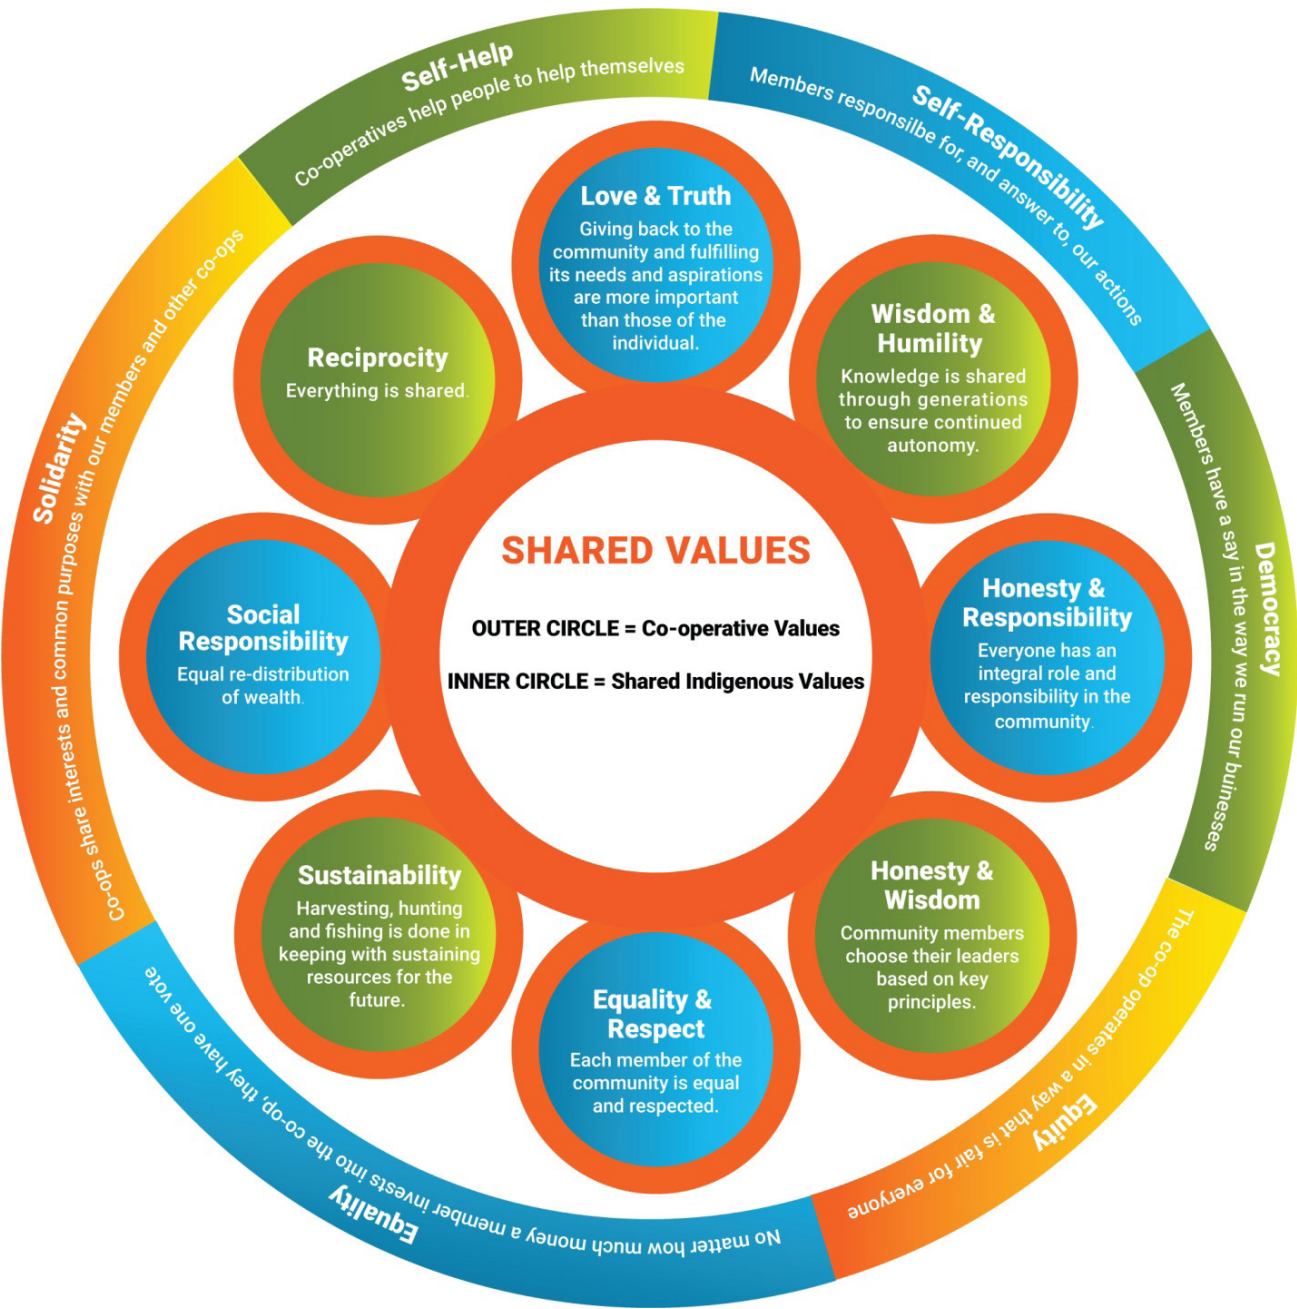 Self-Help
Co-operatives help people to help themselves
Self-Responsibility
Members responsilbe for, and answer to, our actions
Democracy
Members have a say in the way we run our buinesses
Equity
The co-op operates in a way that is fair for everyone
Equality
No matter how much money a member invests into the co-op, they have one vote
Solidarity
Co-ops share interests and common purposes with our members and other co-ops
Love & Truth
Giving back to the
community and fulfilling
its needs and aspirations
are more important
than those of the
individual.
Wisdom &
Humility
Knowledge is shared
through generations
to ensure continued
autonomy.
Honesty &
Responsibility
Everyone has an
integral role and
responsibility in the
community.
Honesty &
Wisdom
Community members
choose their leaders
based on key
principles.
Equality &
Respect
Each member of the
community is equal
and respected.
Sustainability
Harvesting, hunting
and fishing is done in
keeping with sustaining
resources for the
future.
Social
Responsibility
Equal re-distribution
of wealth.
Reciprocity
Everything is shared.
SHARED VALUES
OUTER CIRCLE = Co-operative Values
INNER CIRCLE = Shared Indigenous Values